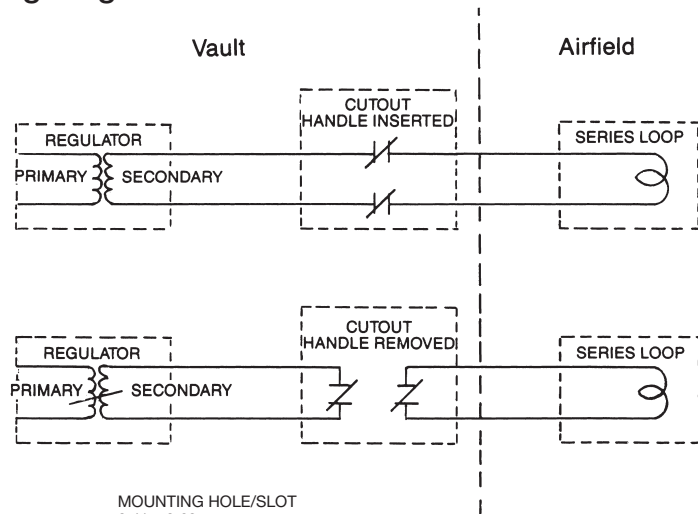 Vault
Airfield
CUTOUT
HANDLE INSERTED
REGULATOR
PRIMARY
SECONDARY
SERIES LOOP
CUTOUT
HANDLE REMOVED
REGULATOR
PRIMARY
SECONDARY
SERIES LOOP
MOUNTING HOLE/SLOT